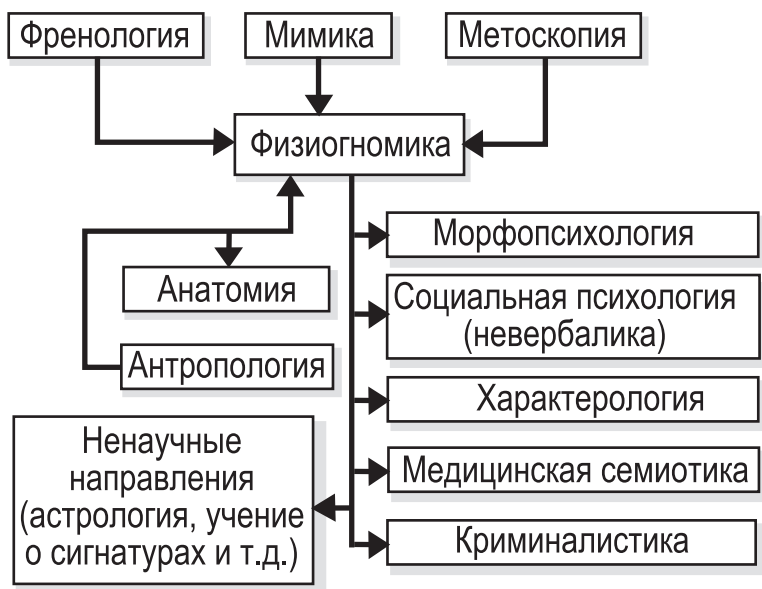 Френология
Мимика
Метоскопия
Физиогномика
Морфопсихология
Анатомия
Социальная психология
(невербалика)
Антропология
Характерология
Ненаучные
направления
(астрология, учение
о сигнатурах и т.д.)
Медицинская семиотика
Криминалистика